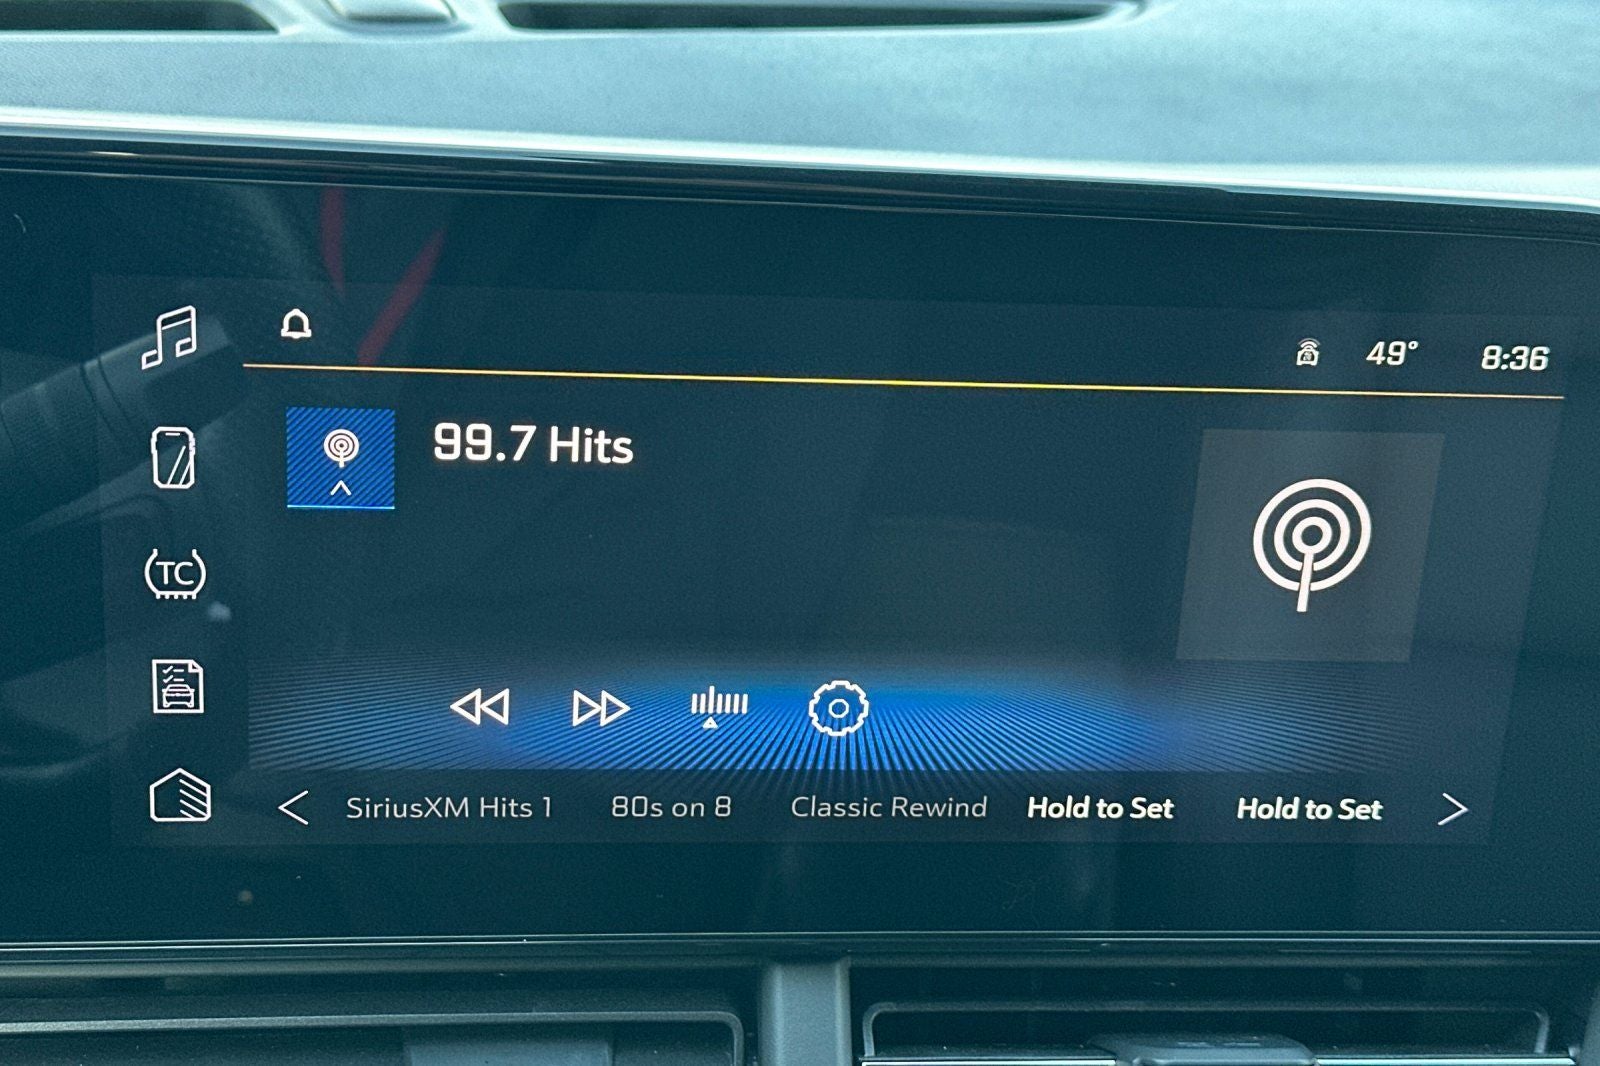 49° 8:36
99.7 Hits
TC
SiriusXM Hits 1 80s on 8 Classic Rewind Hold to Set Hold to Set